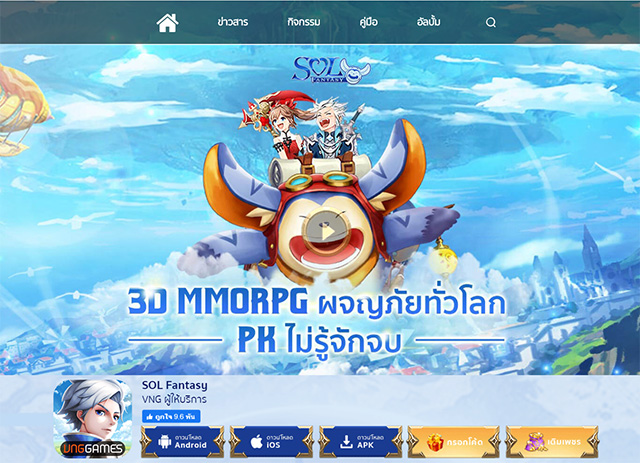 ข่าวสาร กิจกรรม คู่มือ อัลบั้ม
SOL
FANTASY
3D MMORPG ผจญภัยทั่วโลก
PK ไม่รู้จักจบ
SOL Fantasy
VNG ผู้ให้บริการ
ถูกใจ 9.6 พัน
VNGGAMES
ดาวน์โหลด Android
ดาวน์โหลด iOS
ดาวน์โหลด APK
กรอกโค้ด
เติมเพชร